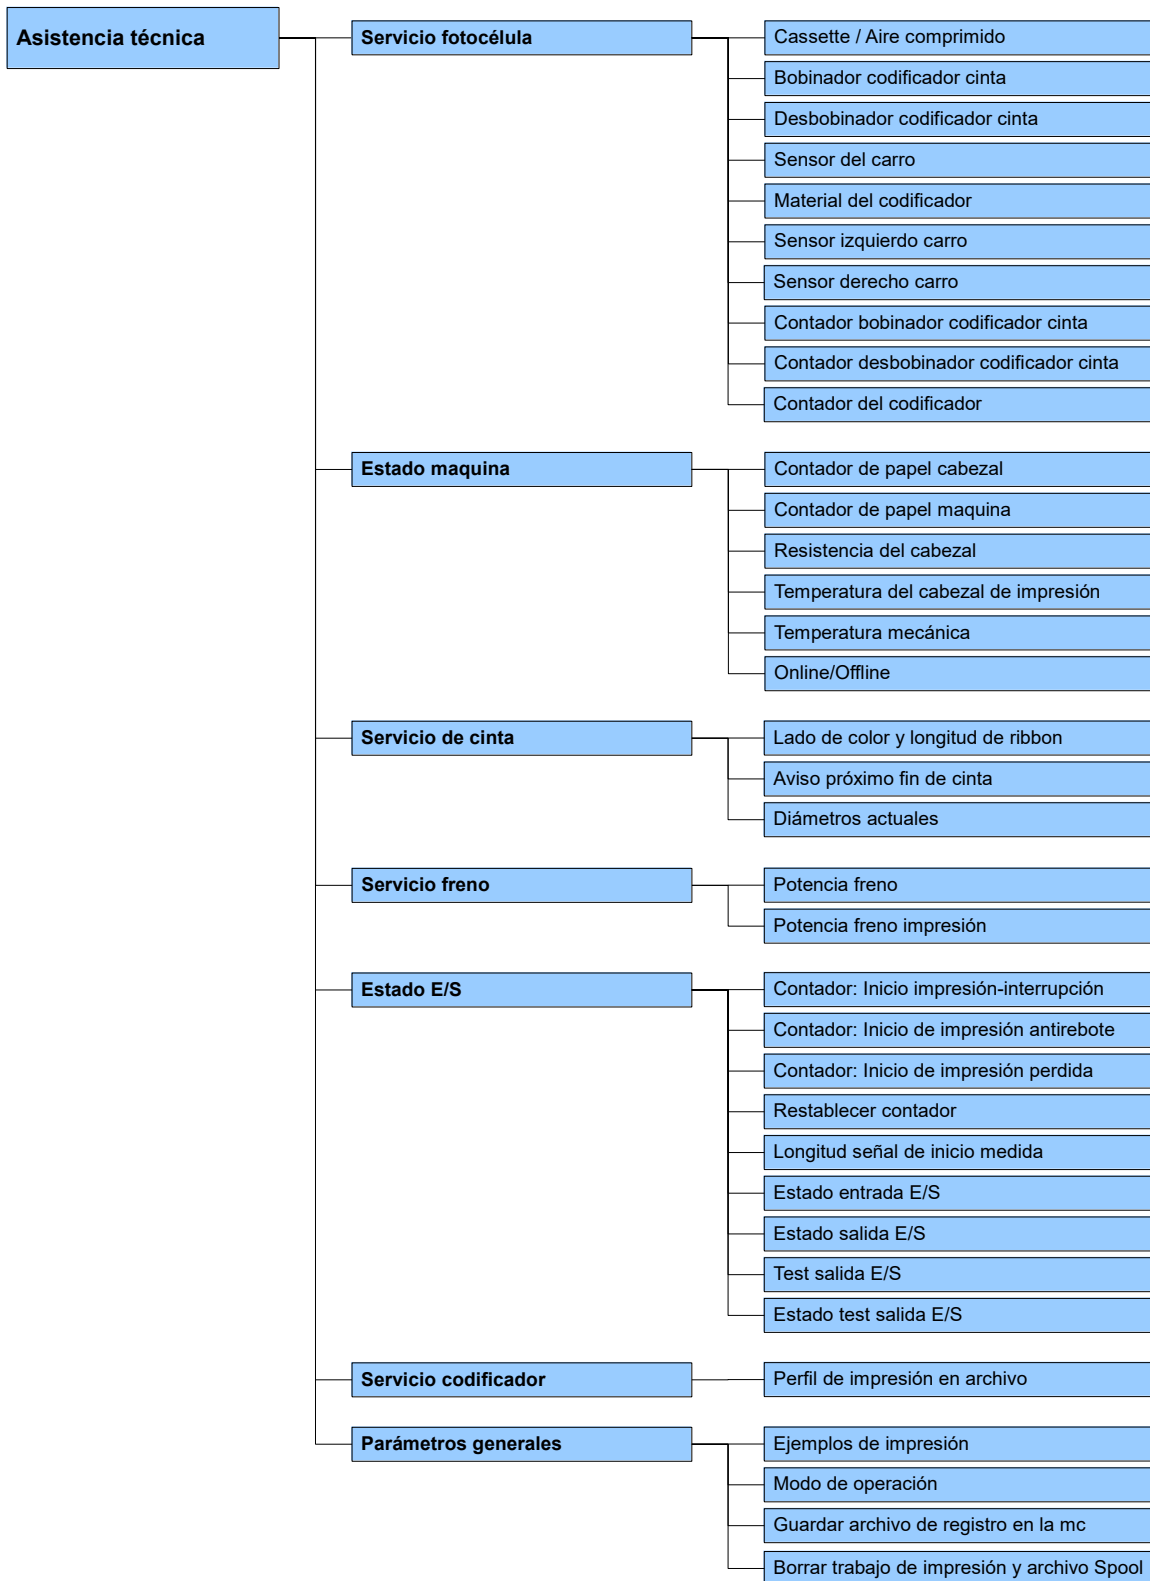 Asistencia técnica
Servicio fotocélula
Cassette / Aire comprimido
Bobinador codificador cinta
Desbobinador codificador cinta
Sensor del carro
Material del codificador
Sensor izquierdo carro
Sensor derecho carro
Contador bobinador codificador cinta
Contador desbobinador codificador cinta
Contador del codificador
Estado maquina
Contador de papel cabezal
Contador de papel maquina
Resistencia del cabezal
Temperatura del cabezal de impresión
Temperatura mecánica
Online/Offline
Servicio de cinta
Lado de color y longitud de ribbon
Aviso próximo fin de cinta
Diámetros actuales
Servicio freno
Potencia freno
Potencia freno impresión
Estado E/S
Contador: Inicio impresión-interrupción
Contador: Inicio de impresión antirebote
Contador: Inicio de impresión perdida
Restablecer contador
Longitud señal de inicio medida
Estado entrada E/S
Estado salida E/S
Test salida E/S
Estado test salida E/S
Servicio codificador
Perfil de impresión en archivo
Parámetros generales
Ejemplos de impresión
Modo de operación
Guardar archivo de registro en la mc
Borrar trabajo de impresión y archivo Spool